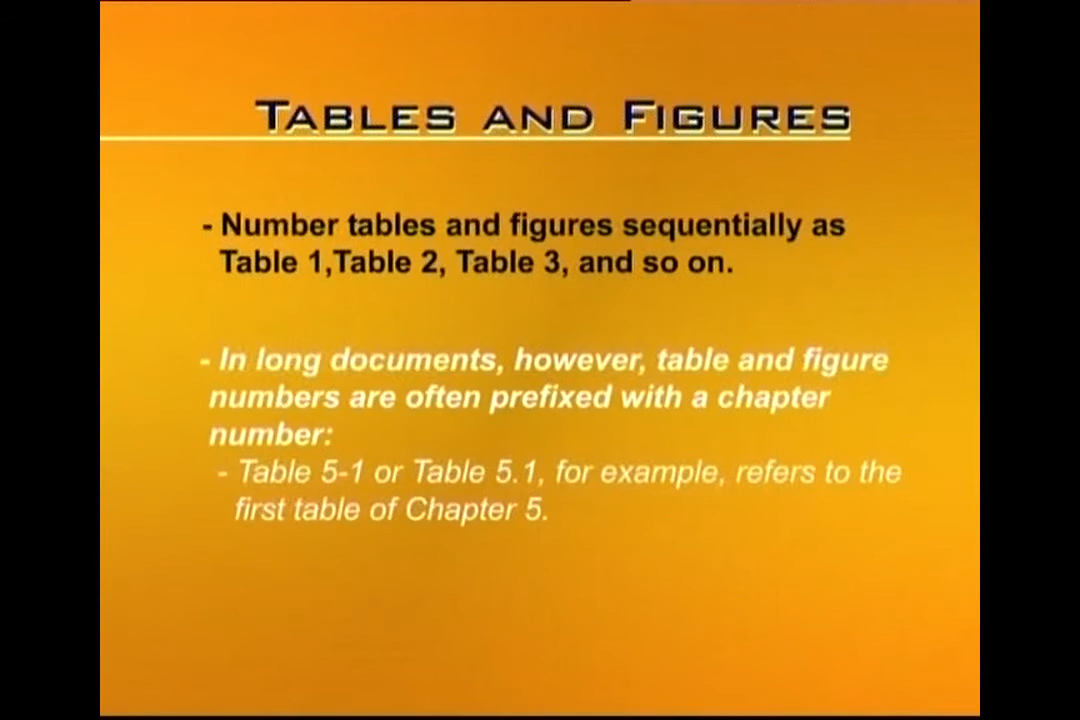 TABLES AND FIGURES
- Number tables and figures sequentially as
Table 1,Table 2, Table 3, and so on.
- In long documents, however, table and figure
numbers are often prefixed with a chapter
number:
- Table 5-1 or Table 5.1, for example, refers to the
first table of Chapter 5.